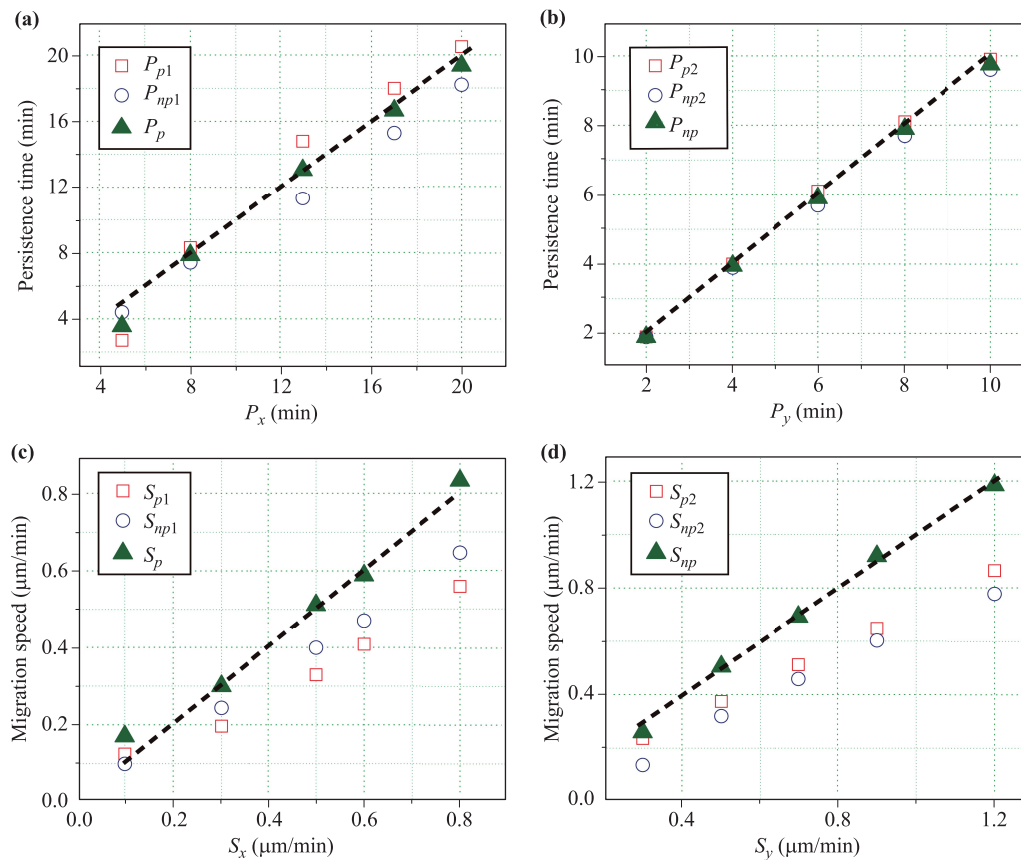 (a)
P_p1
P_np1
P_p
Persistence time (min)
20
16
12
8
4
4 8 12 16 20
P_x (min)
(b)
P_p2
P_np2
P_np
Persistence time (min)
10
8
6
4
2
2 4 6 8 10
P_y (min)
(c)
S_p1
S_np1
S_p
Migration speed (μm/min)
0.8
0.6
0.4
0.2
0.0
0.0 0.2 0.4 0.6 0.8
S_x (μm/min)
(d)
S_p2
S_np2
S_np
Migration speed (μm/min)
1.2
0.8
0.4
0.0
0.4 0.8 1.2
S_y (μm/min)